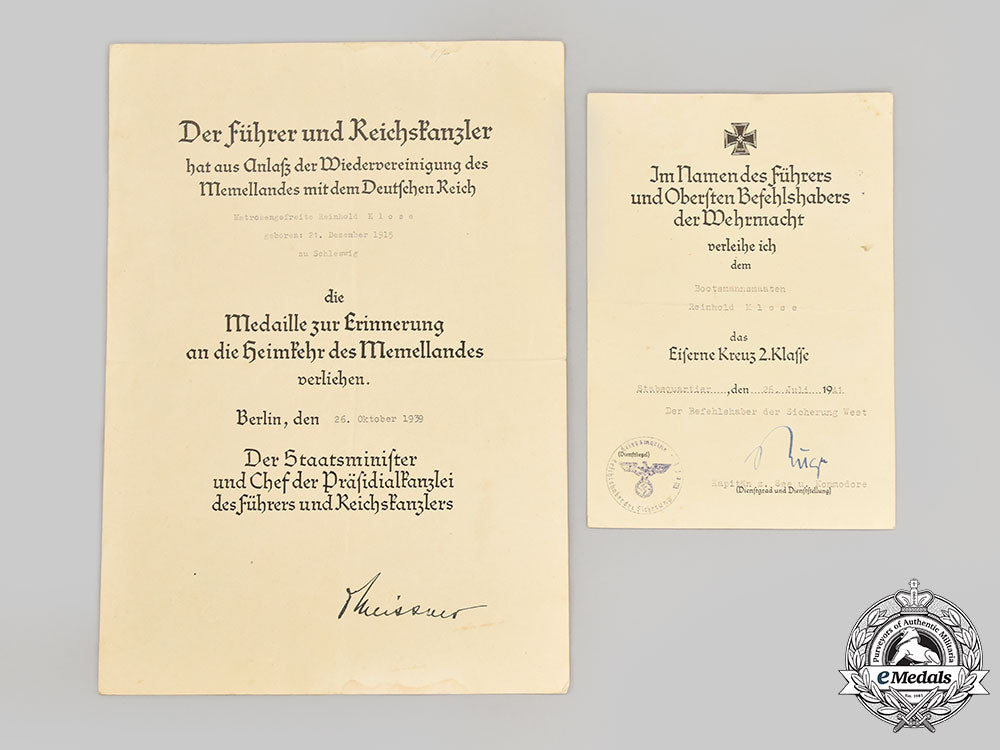 Der Führer und Reichskanzler
hat aus Anlaß der Wiedervereinigung des
Memellandes mit dem Deutschen Reich
Matrosengefreite Reinhold K l o s e
geboren: 21. Dezember 1915
zu Schleswig
die
Medaille zur Erinnerung
an die Heimkehr des Memellandes
verliehen.
Berlin, den 26. Oktober 1939
Der Staatsminister
und Chef der Präsidialkanzlei
des Führers und Reichskanzlers
Meissner
Im Namen des Führers
und Obersten Befehlshabers
der Wehrmacht
verleihe ich
dem
Bootsmannsmaaten
Reinhold K l o s e
das
Eiserne Kreuz 2. Klasse
Stabsquartier, den 26. Juli 1941
Der Befehlshaber der Sicherung West
Ruge
(Dienstsiegel)
Kriegsmarine
Kapitän z. See u. Kommodore
(Dienstgrad und Dienststellung)
Purveyors of Authentic Militaria
eMedals